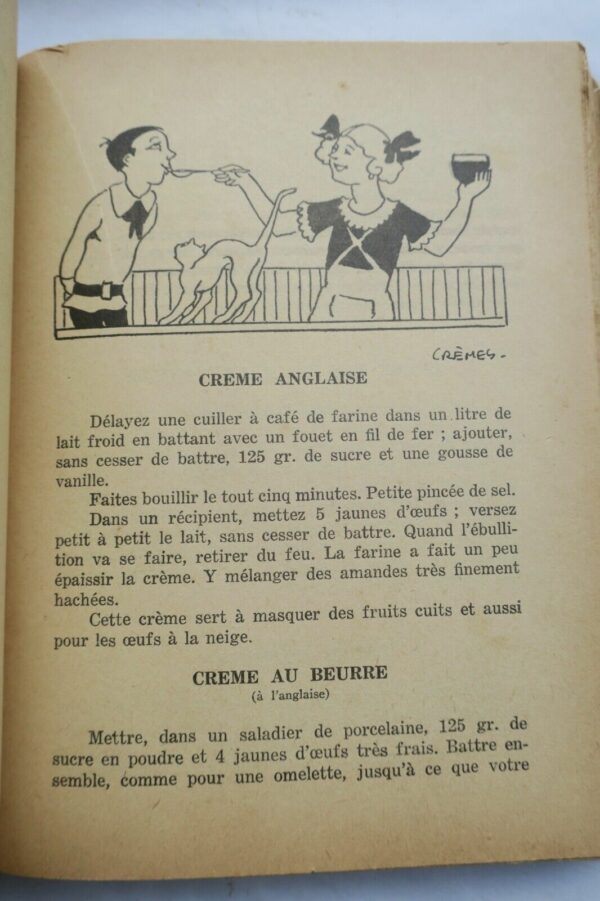 CRÈMES-
CREME ANGLAISE
Délayez une cuiller à café de farine dans un litre de
lait froid en battant avec un fouet en fil de fer ; ajouter,
sans cesser de battre, 125 gr. de sucre et une gousse de
vanille.
Faites bouillir le tout cinq minutes. Petite pincée de sel.
Dans un récipient, mettez 5 jaunes d'œufs ; versez
petit à petit le lait, sans cesser de battre. Quand l'ébulli-
tion va se faire, retirer du feu. La farine a fait un peu
épaissir la crème. Y mélanger des amandes très finement
hachées.
Cette crème sert à masquer des fruits cuits et aussi
pour les œufs à la neige.
CREME AU BEURRE
(à l'anglaise)
Mettre, dans un saladier de porcelaine, 125 gr. de
sucre en poudre et 4 jaunes d'œufs très frais. Battre en-
semble, comme pour une omelette, jusqu'à ce que votre